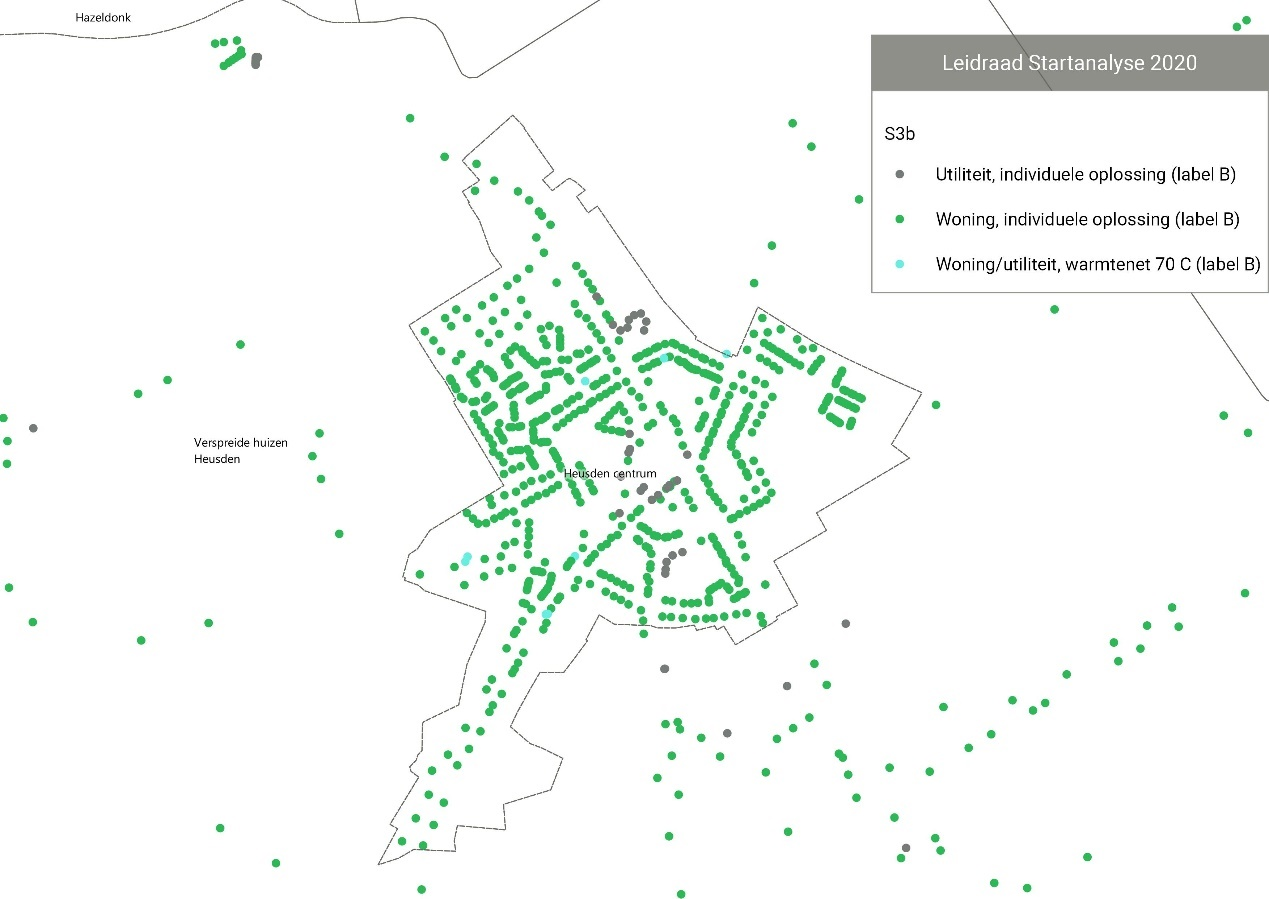 Hazeldonk
Leidraad Startanalyse 2020
S3b
Utiliteit, individuele oplossing (label B)
Woning, individuele oplossing (label B)
Woning/utiliteit, warmtenet 70 C (label B)
Verspreide huizen
Heusden
Heusden centrum